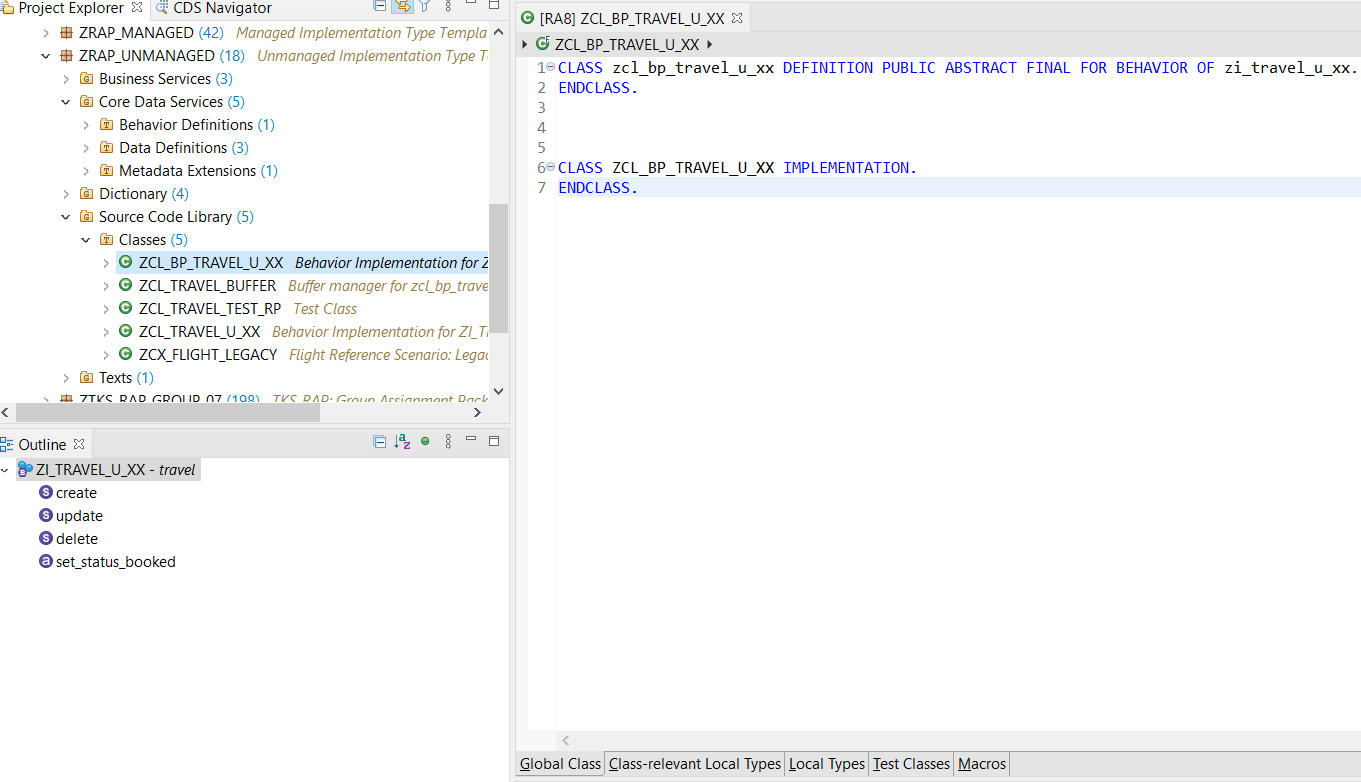 Project Explorer
CDS Navigator
ZRAP_MANAGED (42) Managed Implementation Type Templa
ZRAP_UNMANAGED (18) Unmanaged Implementation Type T
Business Services (3)
Core Data Services (5)
Behavior Definitions (1)
Data Definitions (3)
Metadata Extensions (1)
Dictionary (4)
Source Code Library (5)
Classes (5)
ZCL_BP_TRAVEL_U_XX Behavior Implementation for Z
ZCL_TRAVEL_BUFFER Buffer manager for zcl_bp_trave
ZCL_TRAVEL_TEST_RP Test Class
ZCL_TRAVEL_U_XX Behavior Implementation for ZI_T
ZCX_FLIGHT_LEGACY Flight Reference Scenario: Legac
Texts (1)
ZTKS_RAP_GROUP_07 (198) TKS_RAP: Group Assignment Pack
Outline
ZI_TRAVEL_U_XX - travel
create
update
delete
set_status_booked
[RA8] ZCL_BP_TRAVEL_U_XX
ZCL_BP_TRAVEL_U_XX
1 CLASS zcl_bp_travel_u_xx DEFINITION PUBLIC ABSTRACT FINAL FOR BEHAVIOR OF zi_travel_u_xx.
2 ENDCLASS.
3
4
5
6 CLASS ZCL_BP_TRAVEL_U_XX IMPLEMENTATION.
7 ENDCLASS.
Global Class
Class-relevant Local Types
Local Types
Test Classes
Macros